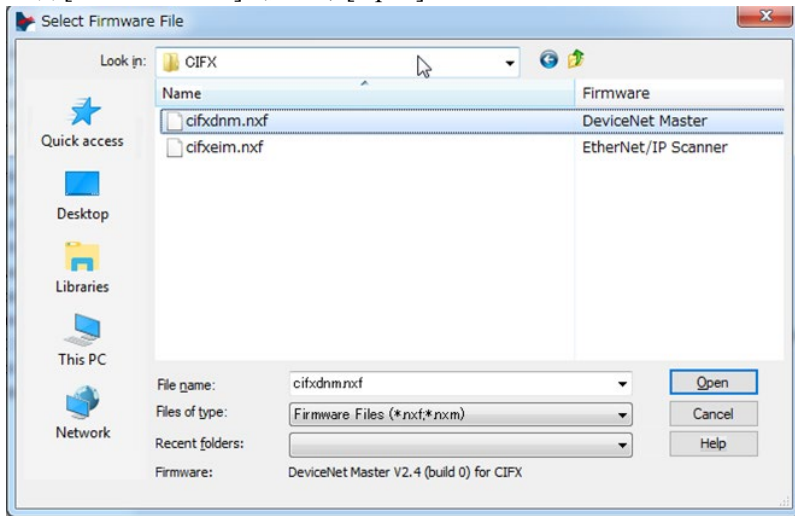 Select Firmware File
Look in: CIFX
Name Firmware
cifxdnm.nxf DeviceNet Master
cifxeim.nxf EtherNet/IP Scanner
Quick access
Desktop
Libraries
This PC
Network
File name: cifxdnm.nxf Open
Files of type: Firmware Files (*.nxf;*.nxm) Cancel
Recent folders: Help
Firmware: DeviceNet Master V2.4 (build 0) for CIFX